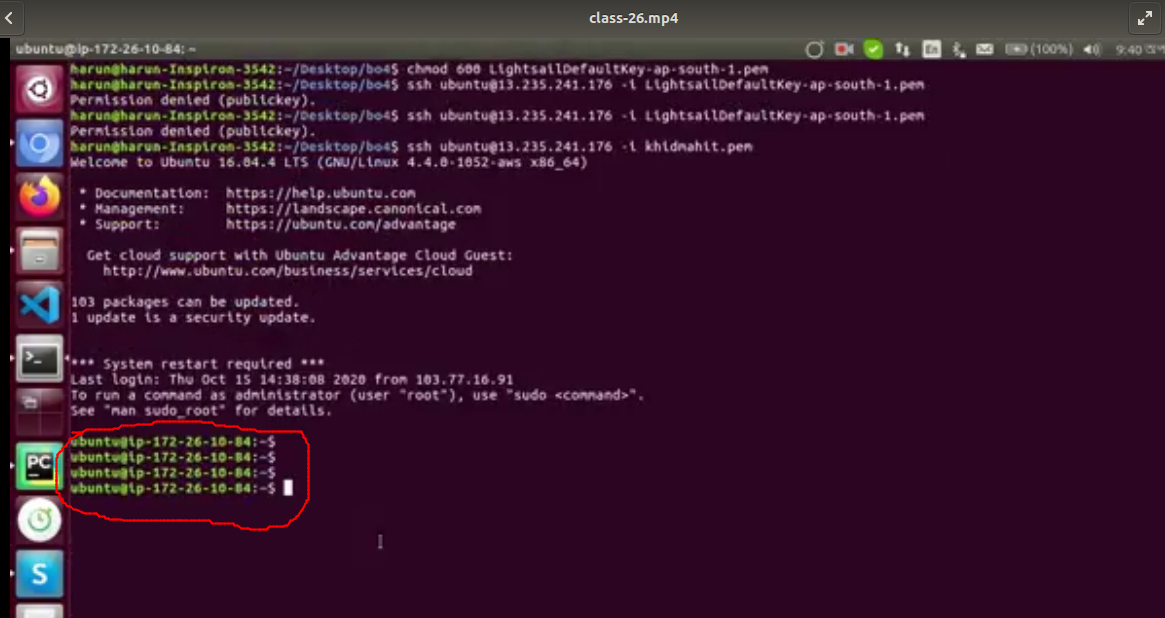 class-26.mp4
ubuntu@ip-172-26-10-84: ~
En
(100%)
9:40
harun@harun-Inspiron-3542:~/Desktop/bo4$ chmod 600 LightsailDefaultKey-ap-south-1.pem
harun@harun-Inspiron-3542:~/Desktop/bo4$ ssh ubuntu@13.235.241.176 -i LightsailDefaultKey-ap-south-1.pem
Permission denied (publickey).
harun@harun-Inspiron-3542:~/Desktop/bo4$ ssh ubuntu@13.235.241.176 -i LightsailDefaultKey-ap-south-1.pem
Permission denied (publickey).
harun@harun-Inspiron-3542:~/Desktop/bo4$ ssh ubuntu@13.235.241.176 -i khidmahit.pem
Welcome to Ubuntu 16.04.4 LTS (GNU/Linux 4.4.0-1052-aws x86_64)
* Documentation: https://help.ubuntu.com
* Management: https://landscape.canonical.com
* Support: https://ubuntu.com/advantage
Get cloud support with Ubuntu Advantage Cloud Guest:
http://www.ubuntu.com/business/services/cloud
103 packages can be updated.
1 update is a security update.
*** System restart required ***
Last login: Thu Oct 15 14:38:08 2020 from 103.77.16.91
To run a command as administrator (user "root"), use "sudo <command>".
See "man sudo_root" for details.
ubuntu@ip-172-26-10-84:~$
ubuntu@ip-172-26-10-84:~$
ubuntu@ip-172-26-10-84:~$
ubuntu@ip-172-26-10-84:~$
PC
S